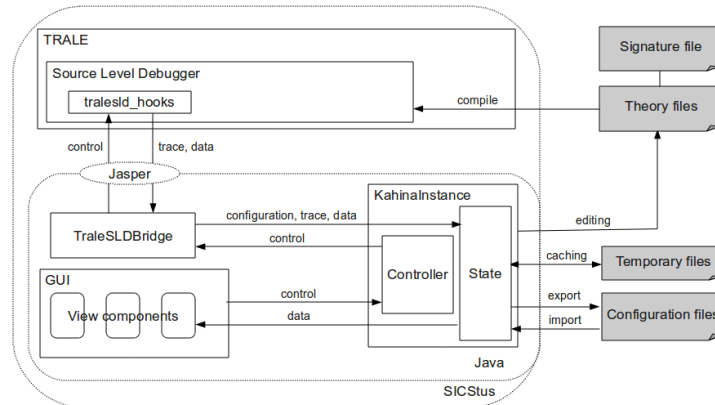 TRALE
Signature file
Source Level Debugger
tralesld_hooks
compile
Theory files
control
trace, data
Jasper
KahinaInstance
TraleSLDBridge
configuration, trace, data
control
editing
Controller
State
caching
Temporary files
GUI
View components
control
data
export
import
Configuration files
Java
SICStus